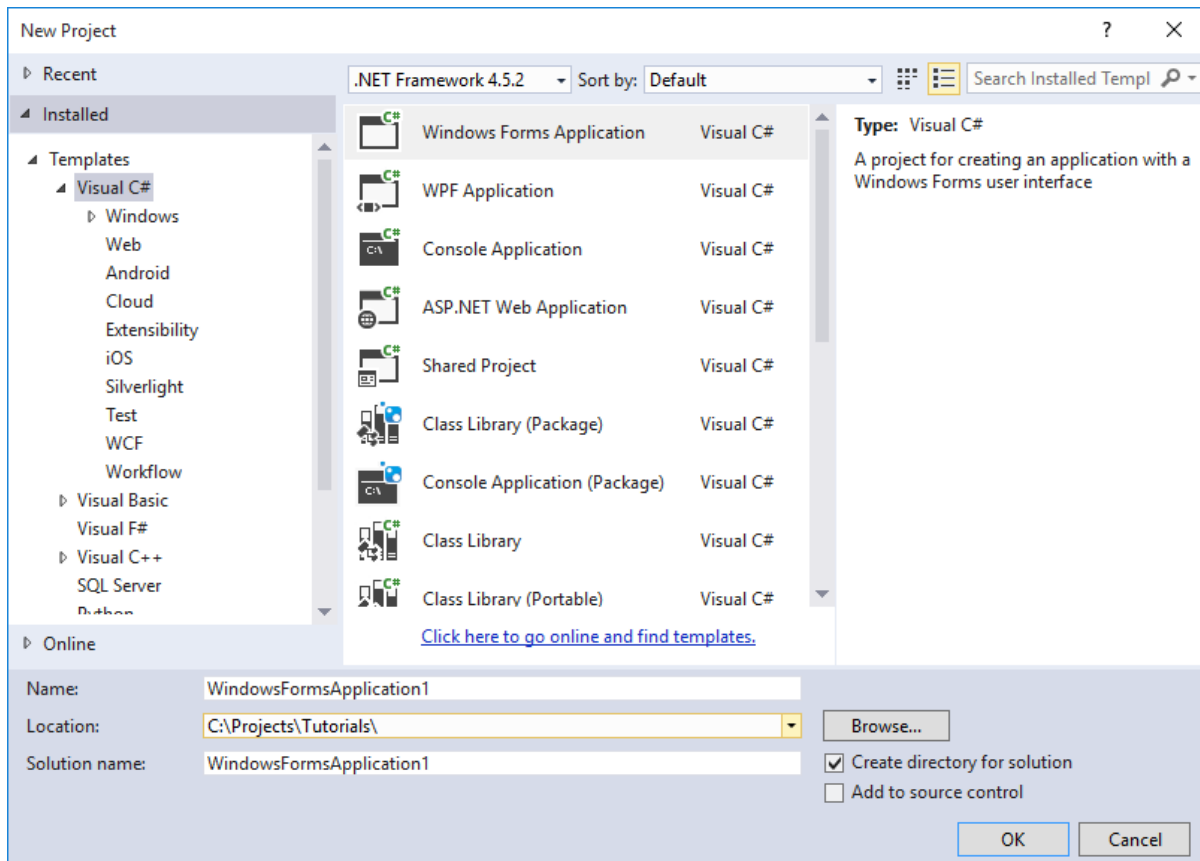 New Project
?
Recent
.NET Framework 4.5.2
Sort by:
Default
Search Installed Templ
Installed
Templates
Visual C#
Windows
Web
Android
Cloud
Extensibility
iOS
Silverlight
Test
WCF
Workflow
Visual Basic
Visual F#
Visual C++
SQL Server
Python
Online
C#
Windows Forms Application Visual C#
C#
WPF Application Visual C#
C#
C:\
Console Application Visual C#
C#
ASP.NET Web Application Visual C#
C#
Shared Project Visual C#
Class Library (Package) Visual C#
C:\
Console Application (Package) Visual C#
C#
Class Library Visual C#
C#
Class Library (Portable) Visual C#
Click here to go online and find templates.
Type: Visual C#
A project for creating an application with a
Windows Forms user interface
Name: WindowsFormsApplication1
Location: C:\Projects\Tutorials\
Browse...
Solution name: WindowsFormsApplication1
Create directory for solution
Add to source control
OK
Cancel